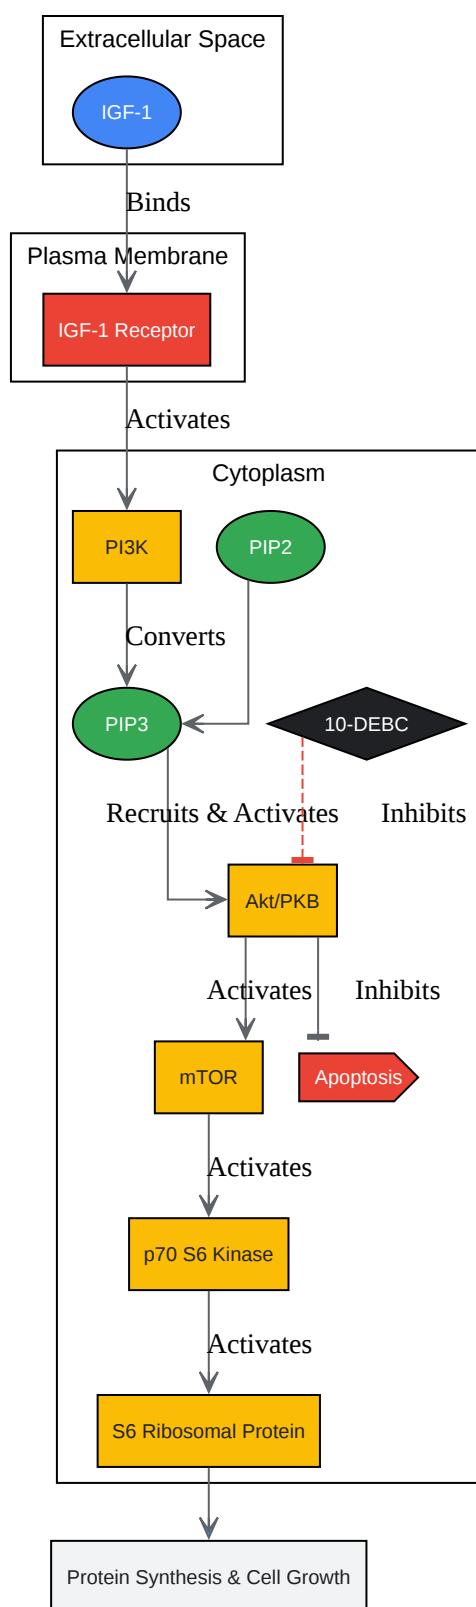 Extracellular Space
IGF-1
Binds
Plasma Membrane
IGF-1 Receptor
Activates
Cytoplasm
PI3K
PIP2
Converts
PIP3
10-DEBC
Recruits & Activates
Inhibits
Akt/PKB
Activates
Inhibits
mTOR
Apoptosis
Activates
p70 S6 Kinase
Activates
S6 Ribosomal Protein
Protein Synthesis & Cell Growth